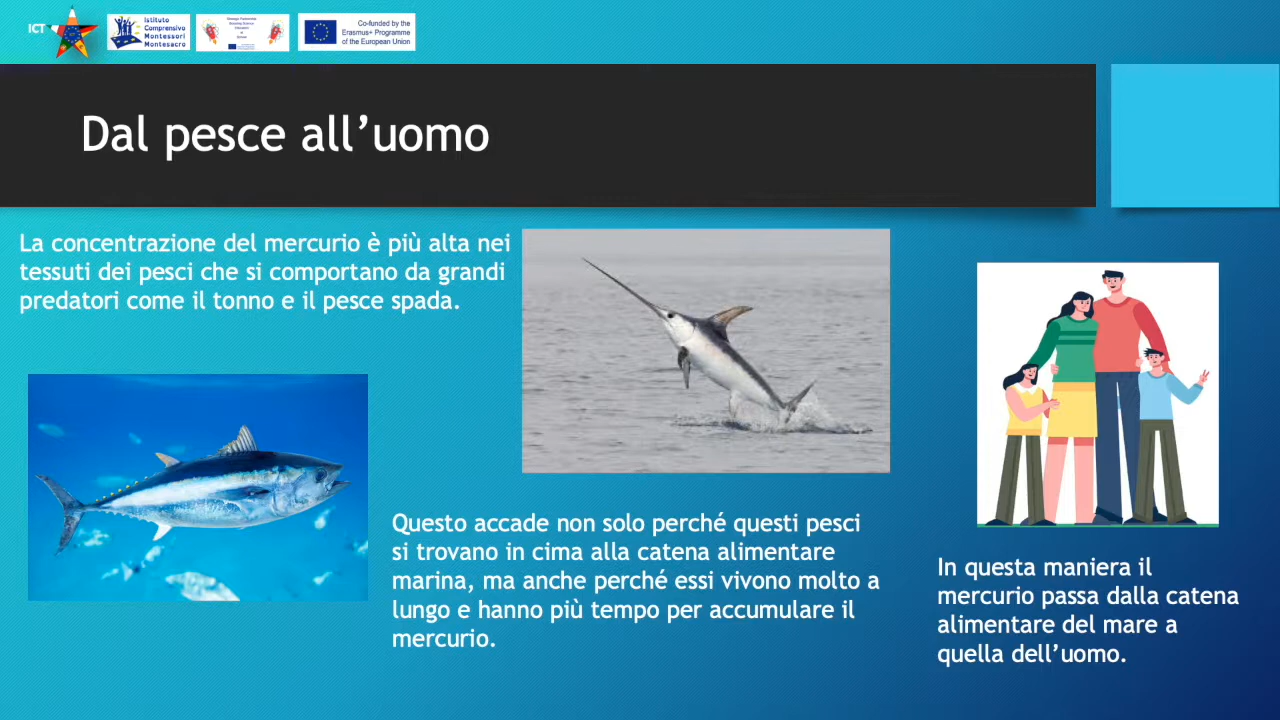 ICT
Istituto
Comprensivo
Montessori
Montesacro
Co-funded by the
Erasmus+ Programme
of the European Union
Dal pesce all’uomo
La concentrazione del mercurio è più alta nei
tessuti dei pesci che si comportano da grandi
predatori come il tonno e il pesce spada.
Questo accade non solo perché questi pesci
si trovano in cima alla catena alimentare
marina, ma anche perché essi vivono molto a
lungo e hanno più tempo per accumulare il
mercurio.
In questa maniera il
mercurio passa dalla catena
alimentare del mare a
quella dell’uomo.